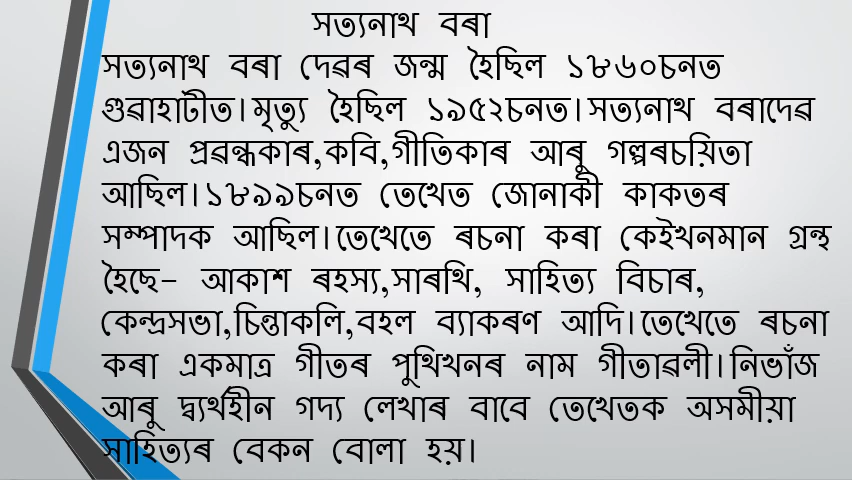 সত্যনাথ বৰা
সত্যনাথ বৰা দেৱৰ জন্ম হৈছিল ১৮৬০চনত
গুৱাহাটীত। মৃত্যু হৈছিল ১৯৫২চনত। সত্যনাথ বৰাদেৱ
এজন প্ৰৱন্ধকাৰ,কবি,গীতিকাৰ আৰু গল্পৰচয়িতা
আছিল। ১৮৯৯চনত তেখেত জোনাকী কাকতৰ
সম্পাদক আছিল। তেখেতে ৰচনা কৰা কেইখনমান গ্ৰন্থ
হৈছে- আকাশ ৰহস্য,সাৰথি, সাহিত্য বিচাৰ,
কেন্দ্ৰসভা,চিন্তাকলি,বহল ব্যাকৰণ আদি। তেখেতে ৰচনা
কৰা একমাত্ৰ গীতৰ পুথিখনৰ নাম গীতাৱলী। নিভাঁজ
আৰু দ্ব্যৰ্থহীন গদ্য লেখাৰ বাবে তেখেতক অসমীয়া
সাহিত্যৰ বেকন বোলা হয়।